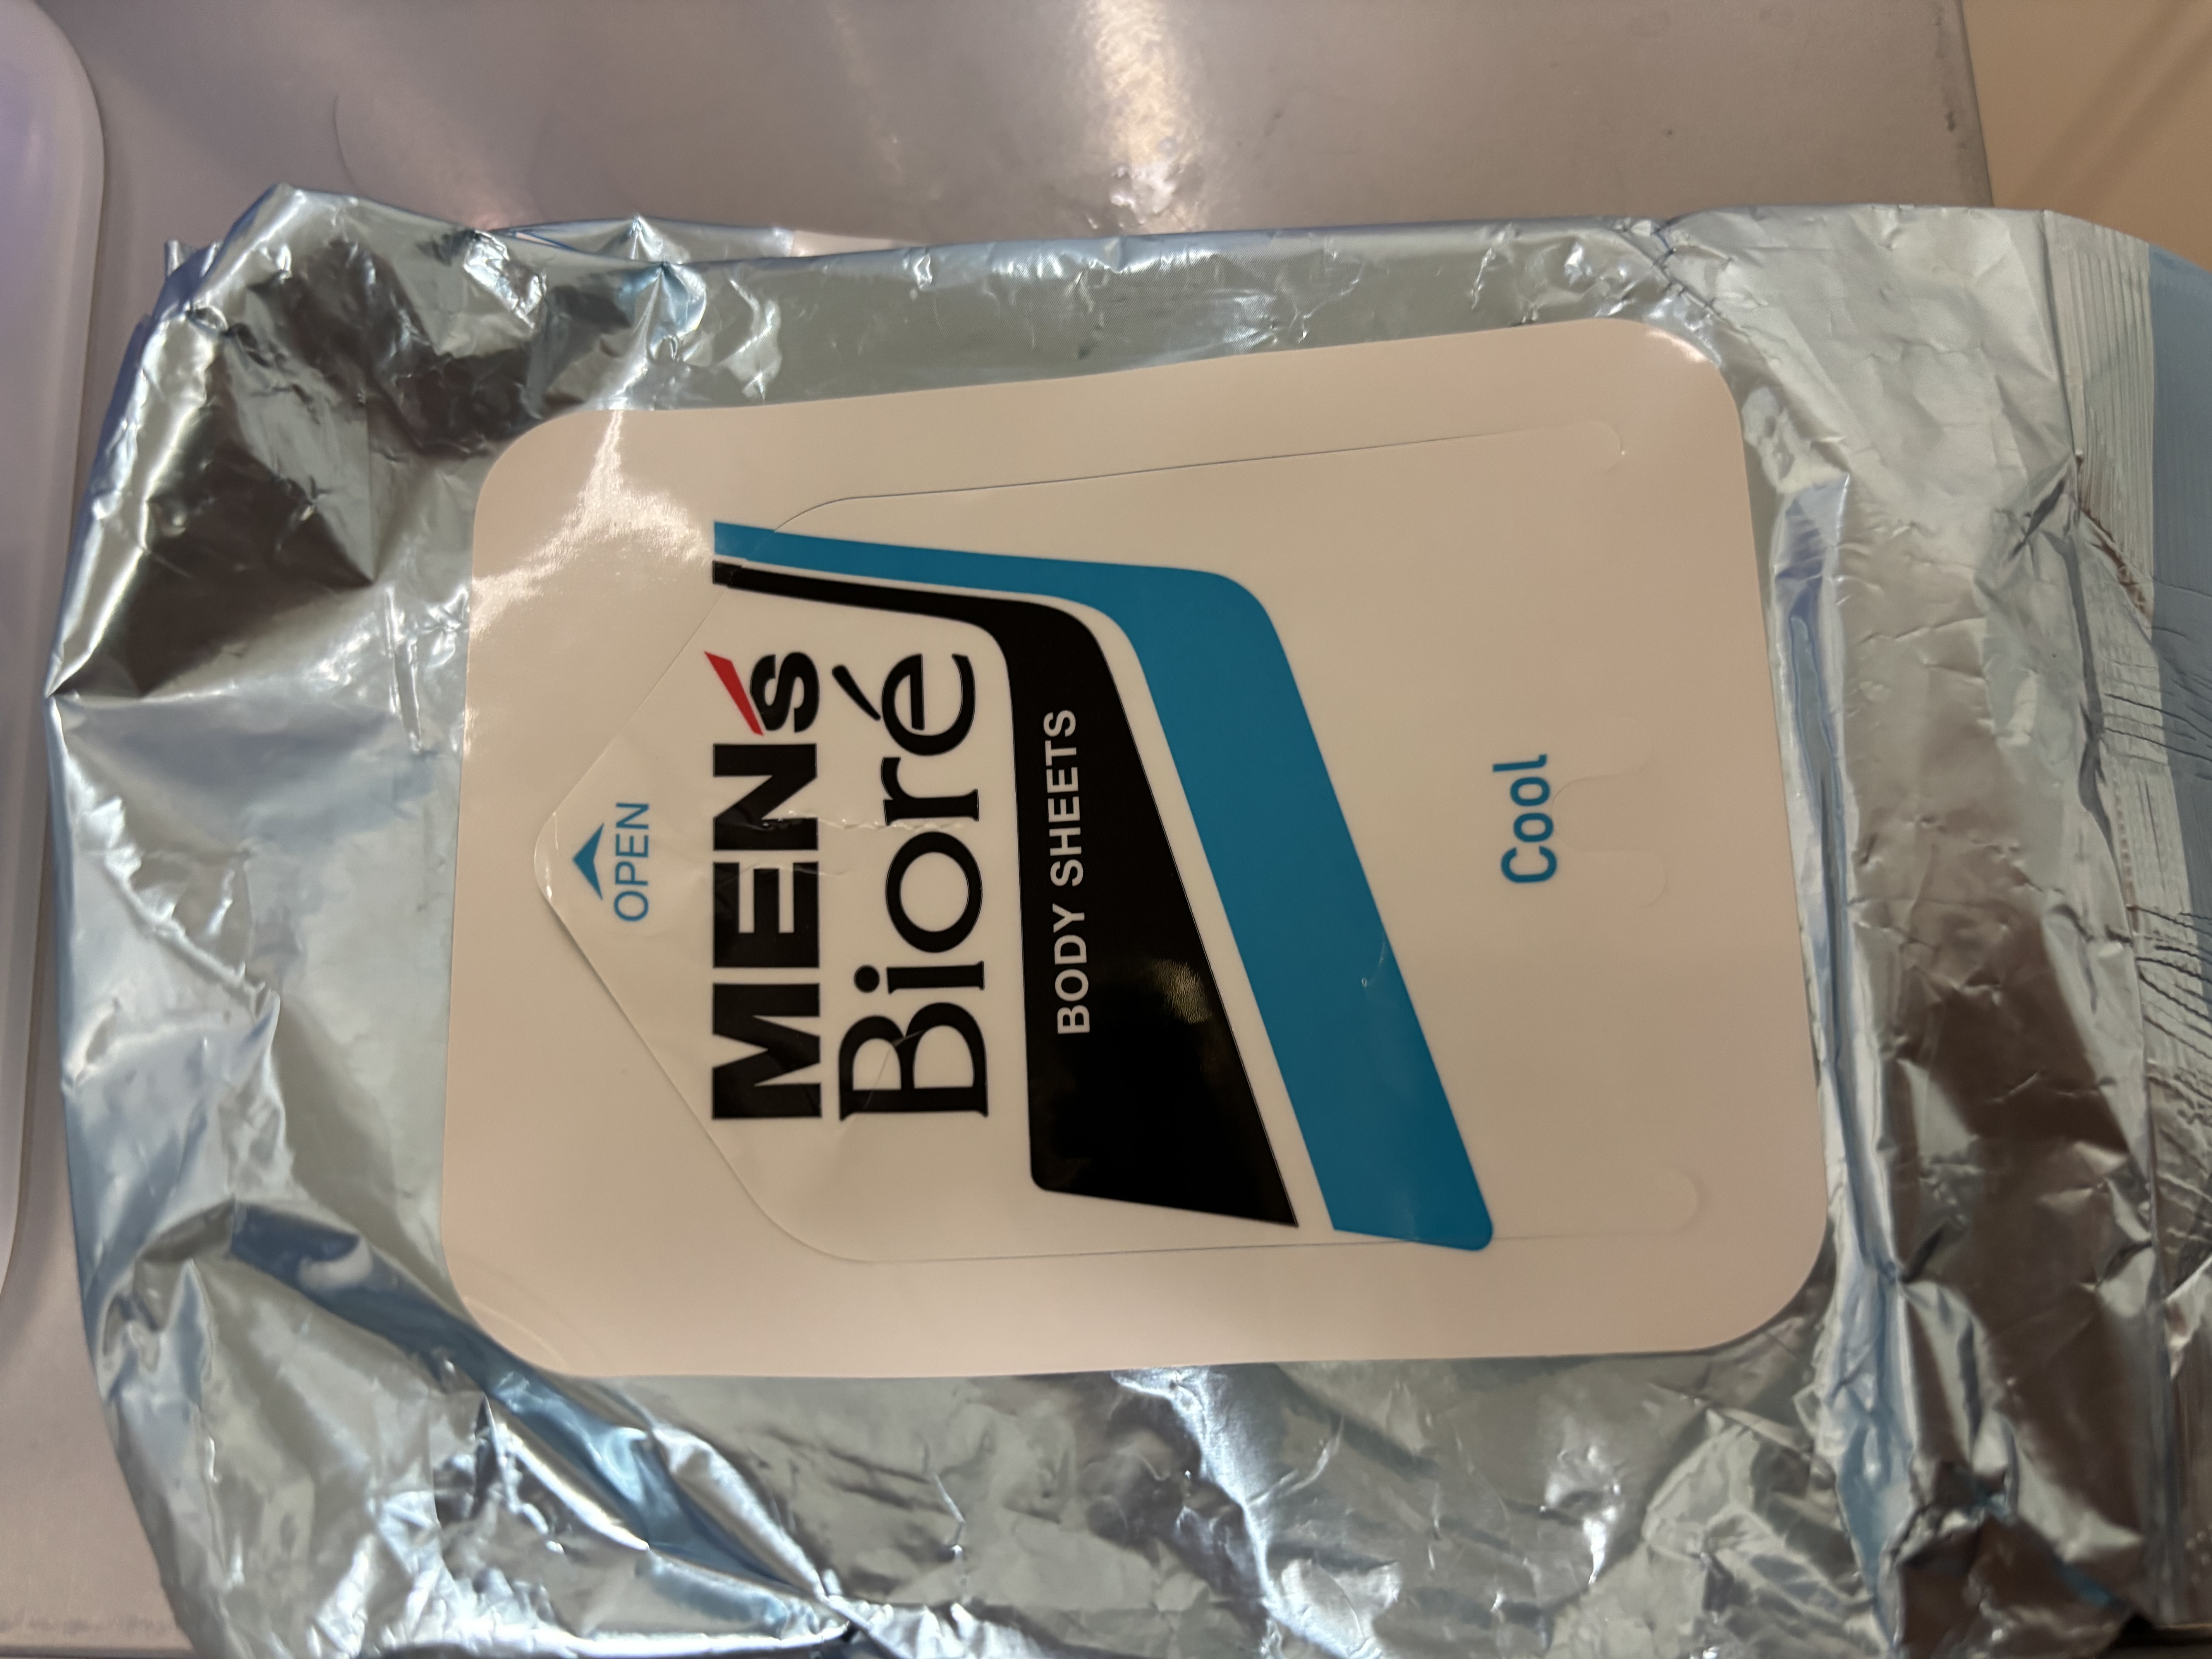 OPEN
MEN's
Bioré
BODY SHEETS
Cool